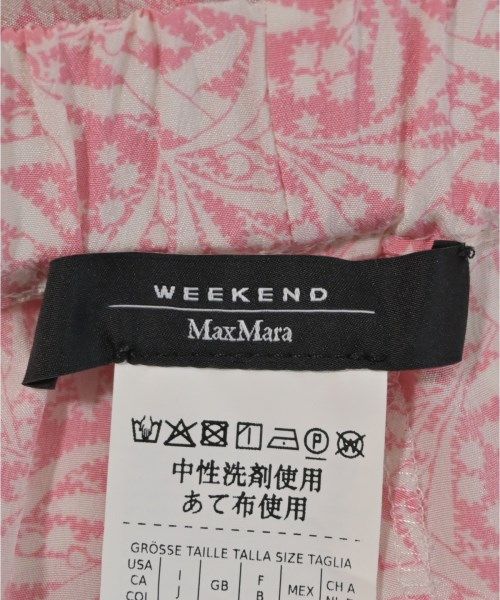 WEEKEND
MaxMara
中性洗剤使用
あて布使用
GRÖSSE TAILLE TALLA SIZE TAGLIA
USA I GB F MEX CH A
CA J B
COL